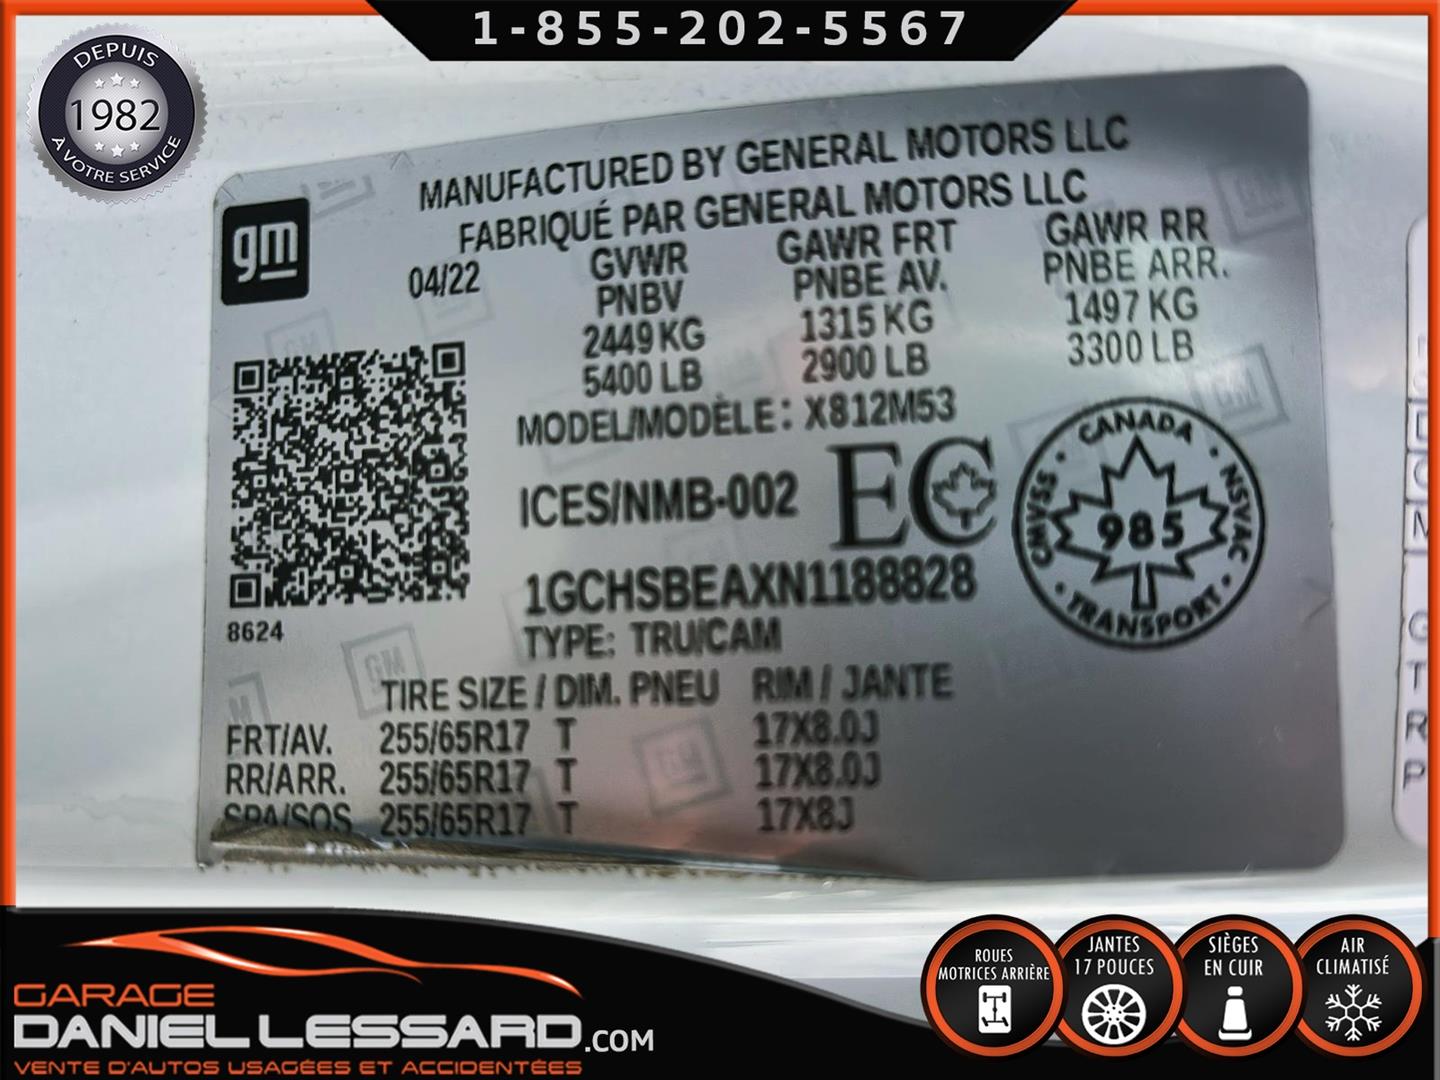 1-855-202-5567
DEPUIS
1982
À VOTRE SERVICE
MANUFACTURED BY GENERAL MOTORS LLC
FABRIQUÉ PAR GENERAL MOTORS LLC
gm
04/22
GVWR
PNBV
2449 KG
5400 LB
GAWR FRT
PNBE AV.
1315 KG
2900 LB
GAWR RR
PNBE ARR.
1497 KG
3300 LB
MODEL/MODÈLE: X812M53
ICES/NMB-002 EC
CANADA
CMVSS 985 NSVAC
TRANSPORT
1GCHSBEAXN1188828
TYPE: TRU/CAM
8624
GM
TIRE SIZE / DIM. PNEU RIM / JANTE
FRT/AV. 255/65R17 T 17X8.0J
RR/ARR. 255/65R17 T 17X8.0J
SPA/SOS 255/65R17 T 17X8J
G
T
R
P
GARAGE
DANIEL LESSARD.COM
VENTE D'AUTOS USAGÉES ET ACCIDENTÉES
ROUES
MOTRICES ARRIÈRE
JANTES
17 POUCES
SIÈGES
EN CUIR
AIR
CLIMATISÉ